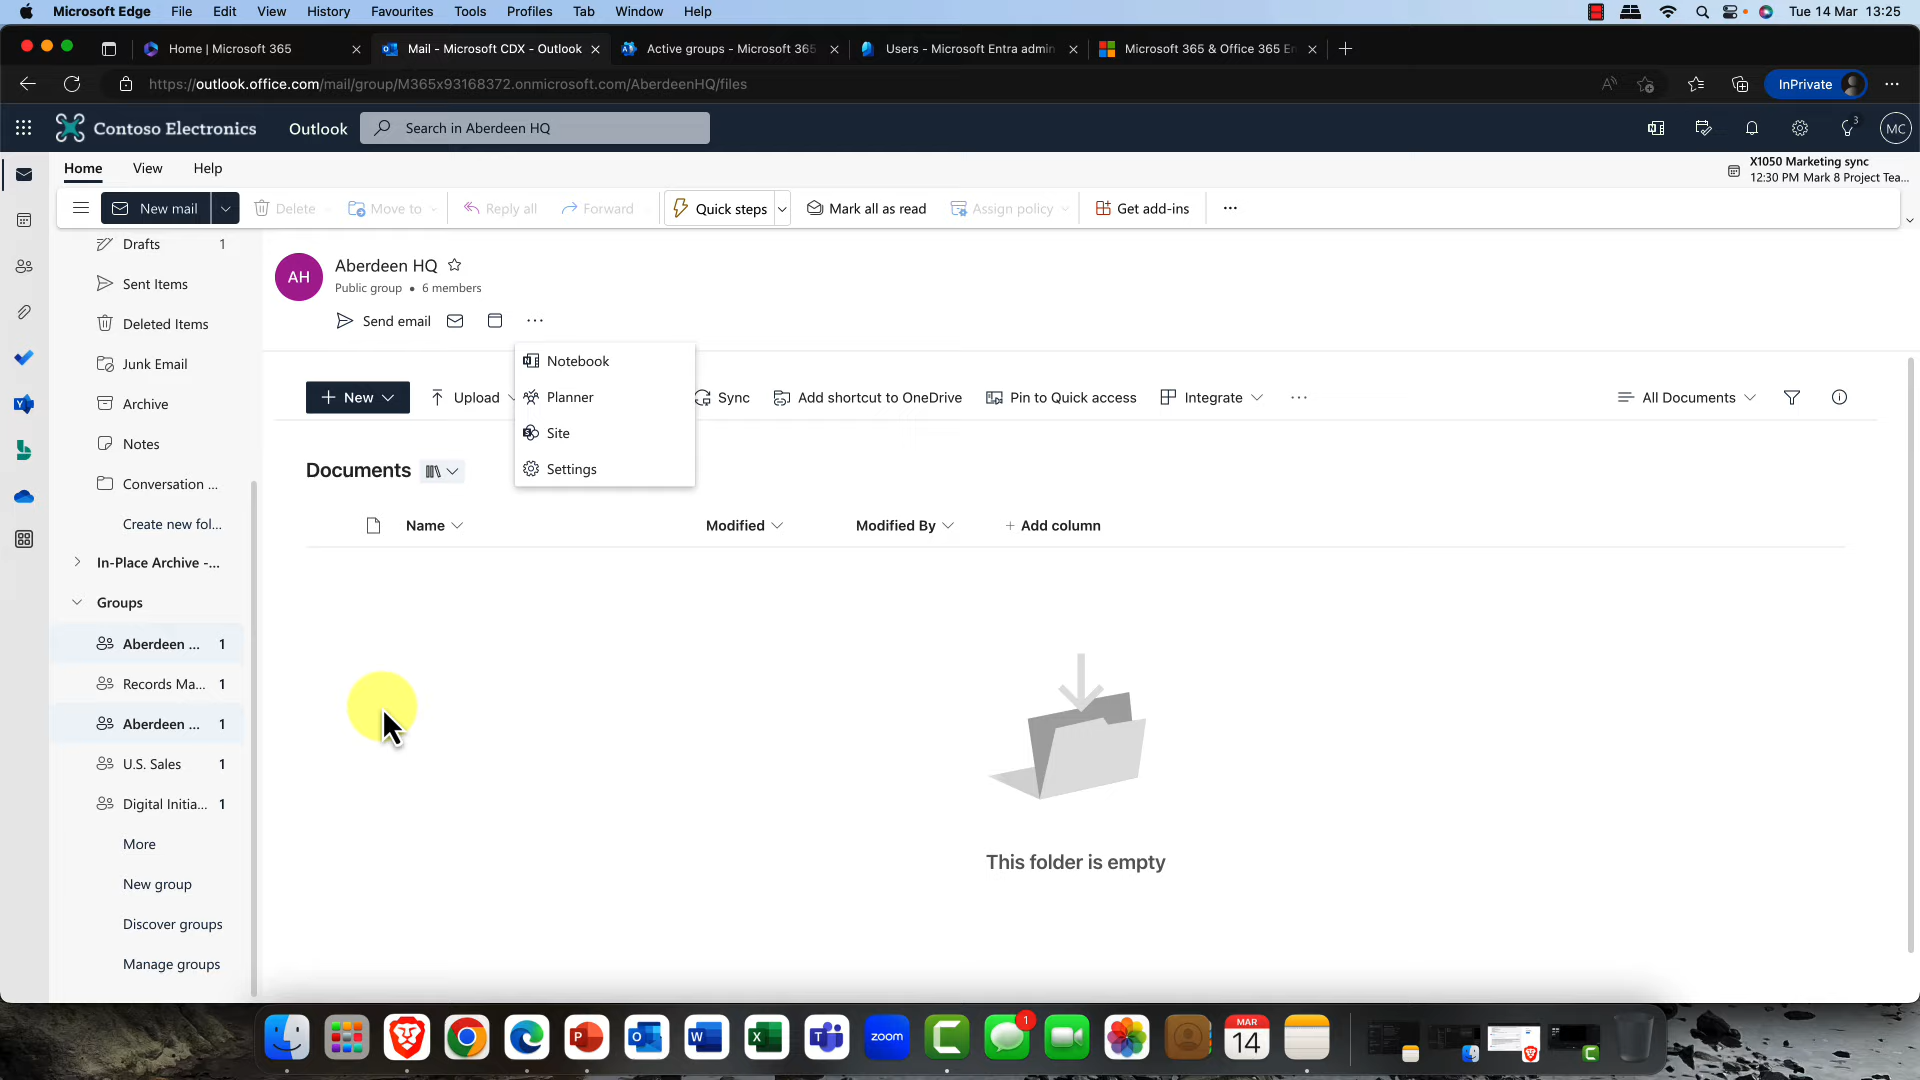 Microsoft Edge File Edit View History Favourites Tools Profiles Tab Window Help Tue 14 Mar 13:25
Home | Microsoft 365 Mail - Microsoft CDX - Outlook Active groups - Microsoft 365 Users - Microsoft Entra admin Microsoft 365 & Office 365 En
https://outlook.office.com/mail/group/M365x93168372.onmicrosoft.com/AberdeenHQ/files InPrivate
Contoso Electronics Outlook Search in Aberdeen HQ 3 MC
Home View Help
X1050 Marketing sync
12:30 PM Mark 8 Project Tea...
New mail Delete Move to Reply all Forward Quick steps Mark all as read Assign policy Get add-ins
Drafts 1
Sent Items
Deleted Items
Junk Email
Archive
Notes
Conversation ...
Create new fol...
In-Place Archive -...
Groups
Aberdeen ... 1
Records Ma... 1
Aberdeen ... 1
U.S. Sales 1
Digital Initia... 1
More
New group
Discover groups
Manage groups
AH
Aberdeen HQ
Public group • 6 members
Send email
Notebook
Planner
Site
Settings
New Upload Sync Add shortcut to OneDrive Pin to Quick access Integrate All Documents
Documents
Name Modified Modified By Add column
This folder is empty
zoom
1
MAR
14